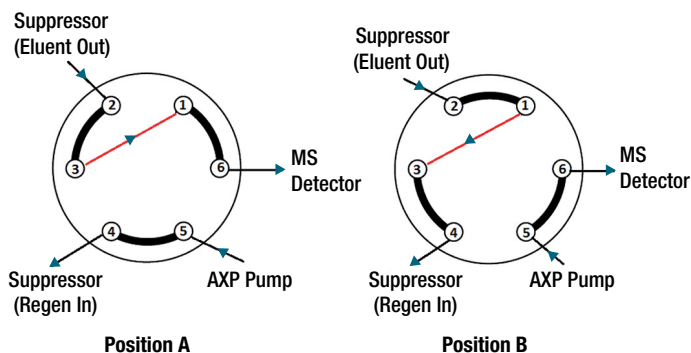 Suppressor
(Eluent Out)
2
1
3
6
MS
Detector
4
5
Suppressor
(Regen In)
AXP Pump
Position A
Suppressor
(Eluent Out)
2
1
3
6
MS
Detector
4
5
Suppressor
(Regen In)
AXP Pump
Position B